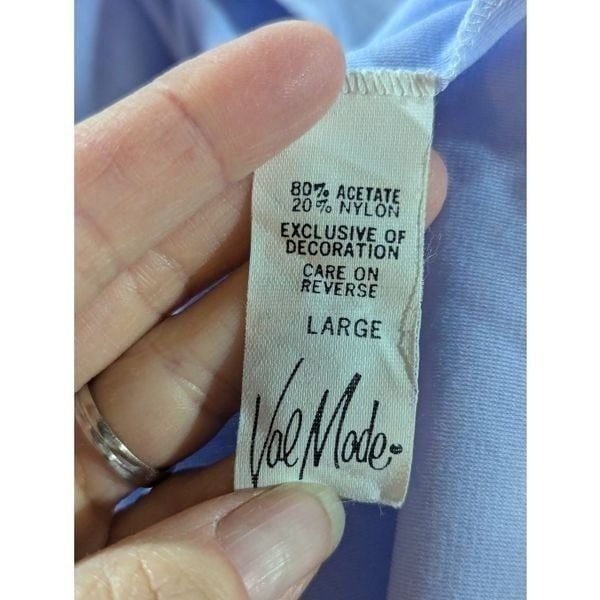 80% ACETATE
20% NYLON
EXCLUSIVE OF
DECORATION
CARE ON
REVERSE
LARGE
Val Mode